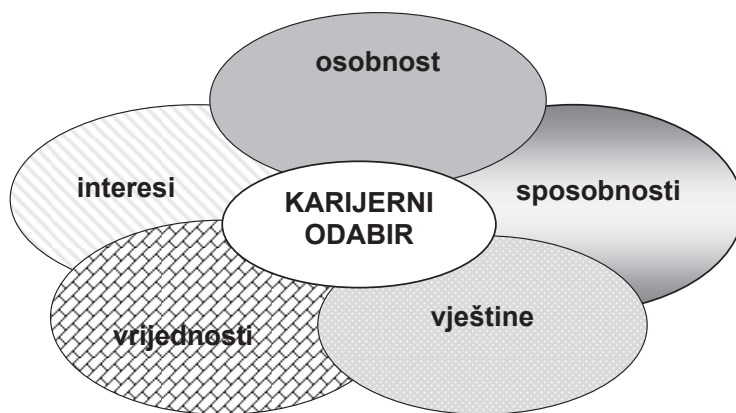 osobnost
interesi
sposobnosti
KARIJERNI
ODABIR
vrijednosti
vještine